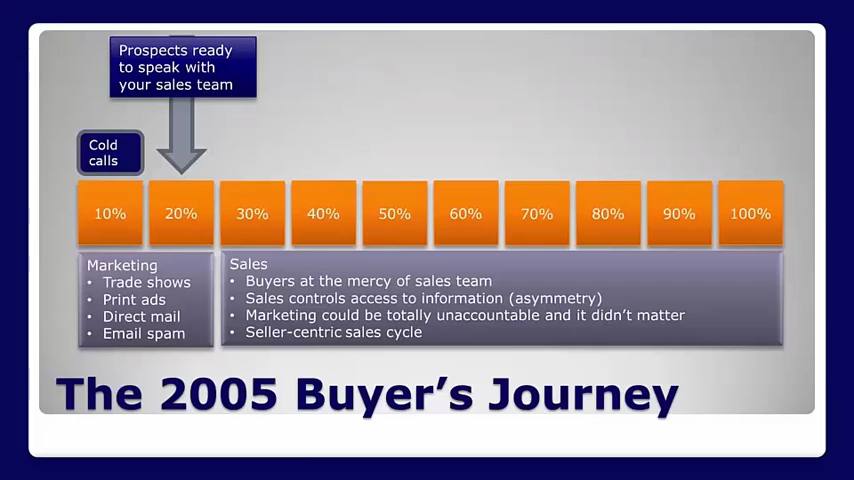 Prospects ready
to speak with
your sales team
Cold
calls
10%
20%
30%
40%
50%
60%
70%
80%
90%
100%
Marketing
• Trade shows
• Print ads
• Direct mail
• Email spam
Sales
• Buyers at the mercy of sales team
• Sales controls access to information (asymmetry)
• Marketing could be totally unaccountable and it didn't matter
• Seller-centric sales cycle
The 2005 Buyer's Journey